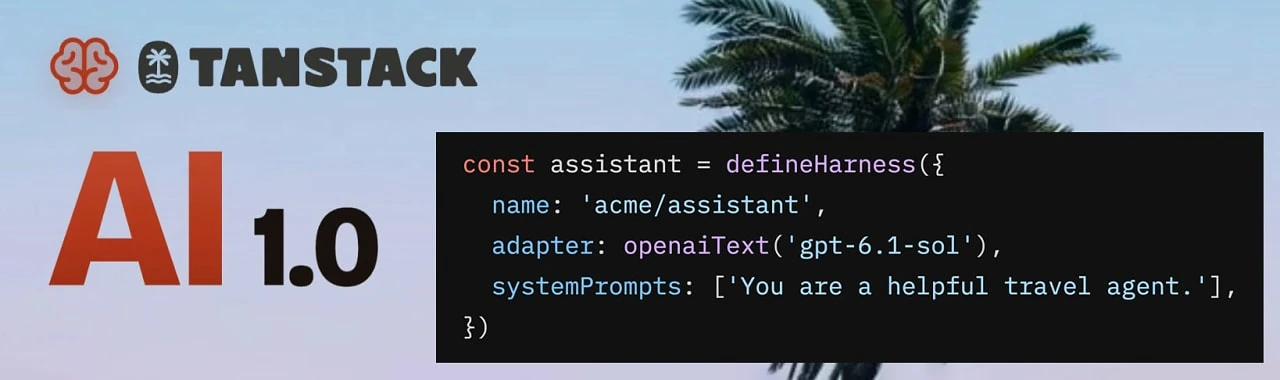 TANSTACK
AI 1.0
const assistant = defineHarness({
  name: 'acme/assistant',
  adapter: openaiText('gpt-6.1-sol'),
  systemPrompts: ['You are a helpful travel agent.'],
})